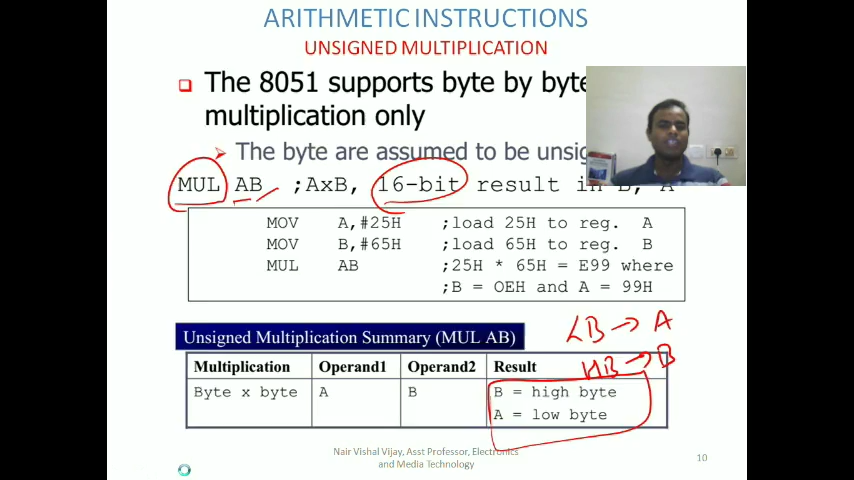 ARITHMETIC INSTRUCTIONS
UNSIGNED MULTIPLICATION
The 8051 supports byte by byte
multiplication only
The byte are assumed to be unsig
MUL AB ;AxB, 16-bit result in B, A
MOV A,#25H ;load 25H to reg. A
MOV B,#65H ;load 65H to reg. B
MUL AB ;25H * 65H = E99 where
;B = OEH and A = 99H
LB → A
Unsigned Multiplication Summary (MUL AB)
HB → B
Multiplication Operand1 Operand2 Result
Byte x byte A B B = high byte
A = low byte
Nair Vishal Vijay, Asst Professor, Electronics
and Media Technology
10